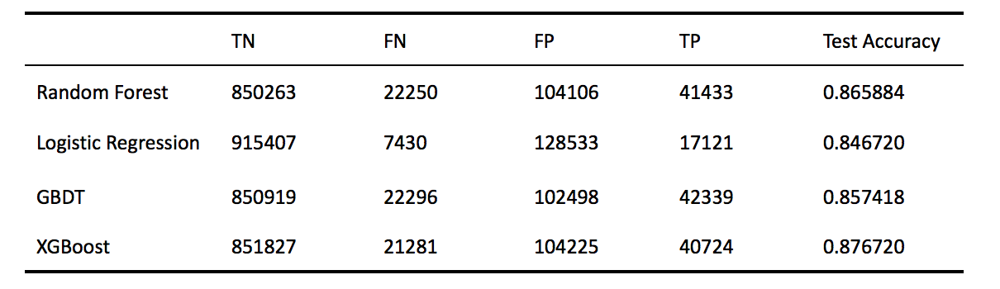 TN FN FP TP Test Accuracy
Random Forest 850263 22250 104106 41433 0.865884
Logistic Regression 915407 7430 128533 17121 0.846720
GBDT 850919 22296 102498 42339 0.857418
XGBoost 851827 21281 104225 40724 0.876720